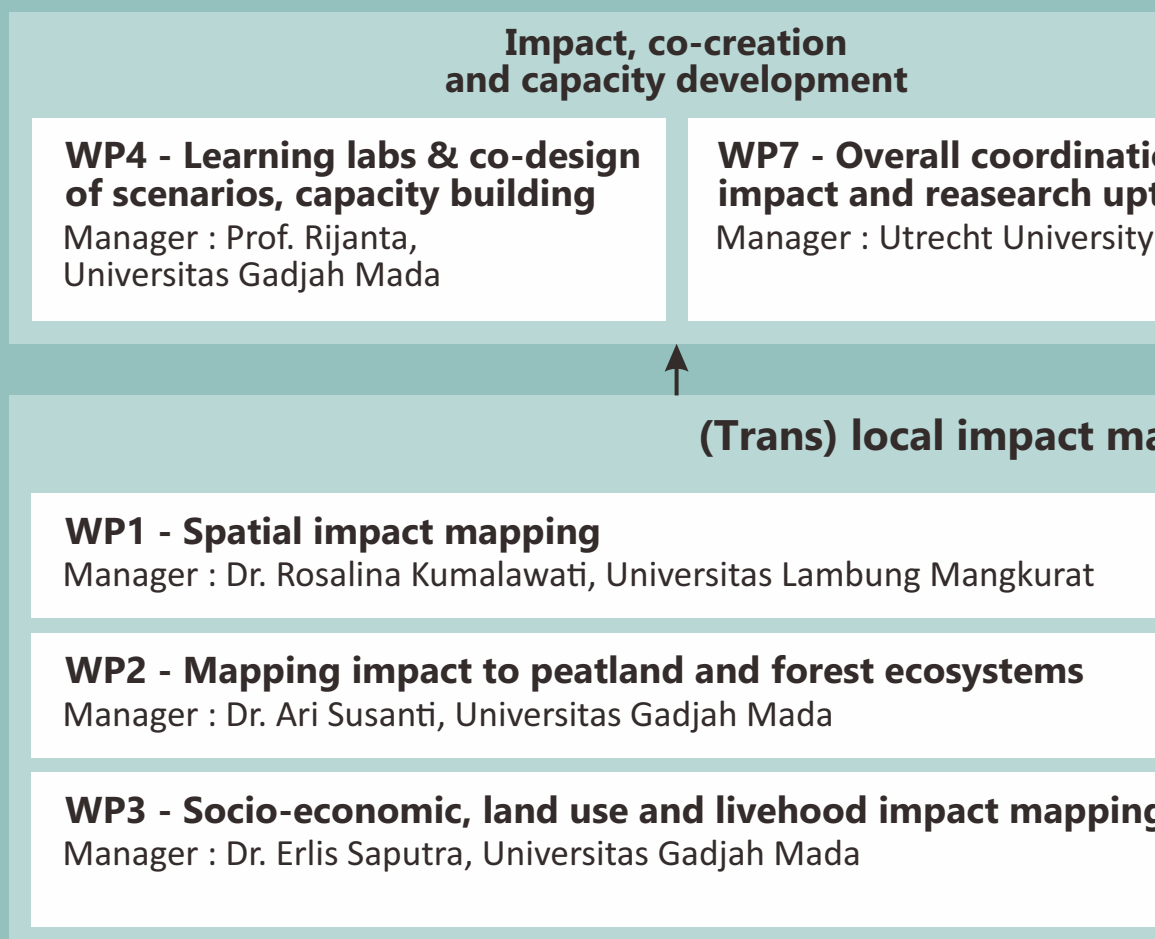 Impact, co-creation
and capacity development
WP4 - Learning labs & co-design
of scenarios, capacity building
Manager : Prof. Rijanta,
Universitas Gadjah Mada
WP7 - Overall
impact and reasearch
Manager : Utrecht University
(Trans) local impact
WP1 - Spatial impact mapping
Manager : Dr. Rosalina Kumalawati, Universitas Lambung Mangkurat
WP2 - Mapping impact to peatland and forest ecosystems
Manager : Dr. Ari Susanti, Universitas Gadjah Mada
WP3 - Socio-economic, land use and livehood impact mapping
Manager : Dr. Erlis Saputra, Universitas Gadjah Mada